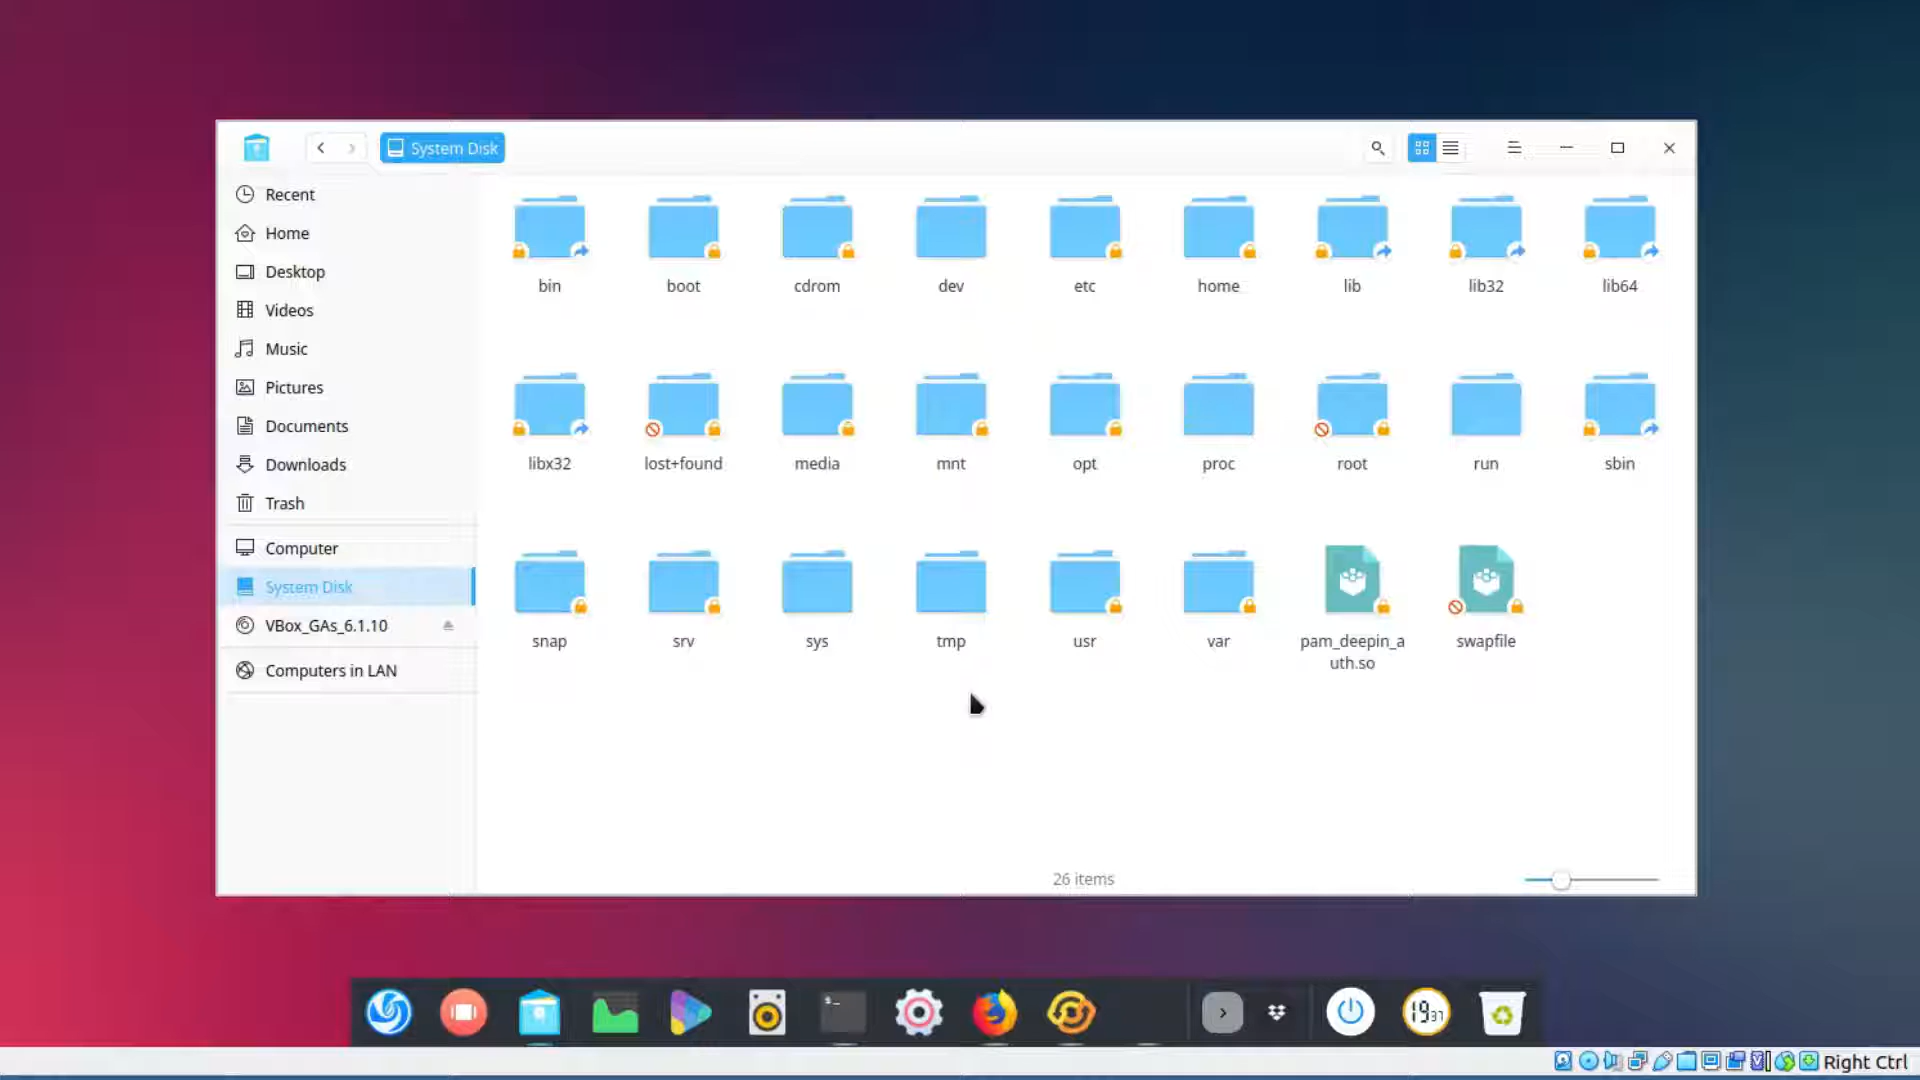 System Disk
Recent
Home
Desktop
Videos
Music
Pictures
Documents
Downloads
Trash
Computer
System Disk
VBox_GAs_6.1.10
Computers in LAN
bin boot cdrom dev etc home lib lib32 lib64
libx32 lost+found media mnt opt proc root run sbin
snap srv sys tmp usr var pam_deepin_a swapfile
uth.so
26 items
19 37
Right Ctrl